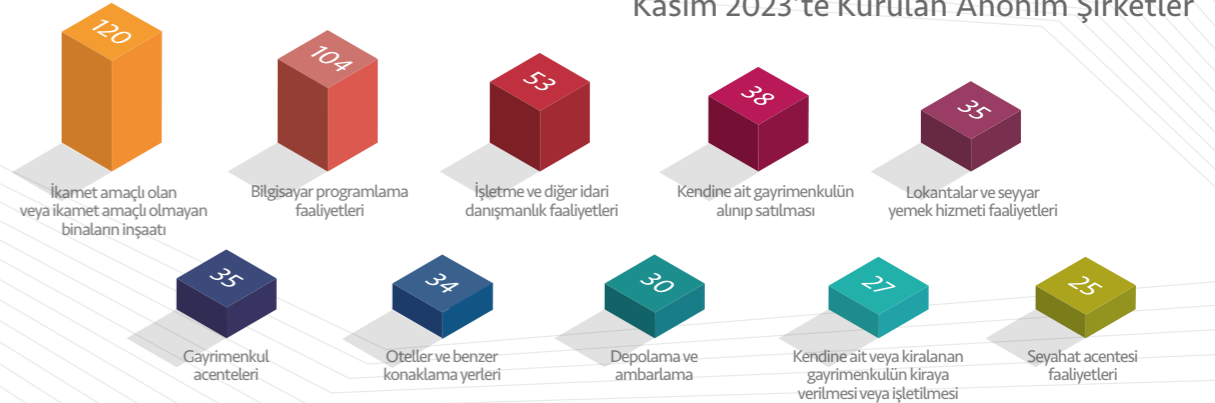 Kasım 2023'te Kurulan Anonim Şirketler
120
104
53
38
35
İkamet amaçlı olan
veya ikamet amaçlı olmayan
binaların inşaatı
Bilgisayar programlama
faaliyetleri
İşletme ve diğer idari
danışmanlık faaliyetleri
Kendine ait gayrimenkulün
alınıp satılması
Lokantalar ve seyyar
yemek hizmeti faaliyetleri
35
34
30
27
25
Gayrimenkul
acenteleri
Oteller ve benzer
konaklama yerleri
Depolama ve
ambarlama
Kendine ait veya kiralanan
gayrimenkulün kiraya
verilmesi veya işletilmesi
Seyahat acentesi
faaliyetleri